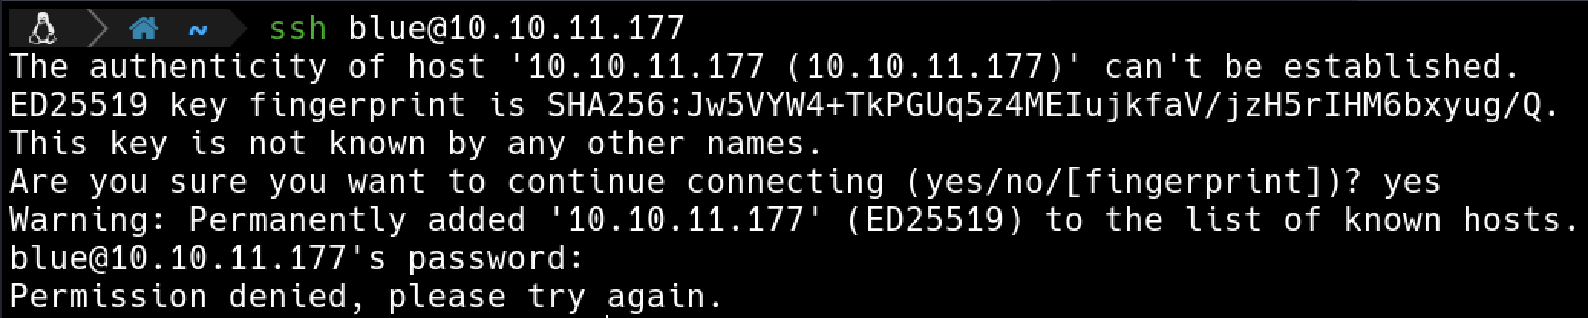 ~ ssh blue@10.10.11.177
The authenticity of host '10.10.11.177 (10.10.11.177)' can't be established.
ED25519 key fingerprint is SHA256:Jw5VYW4+TkPGUq5z4MEIujkfaV/jzH5rIHM6bxyug/Q.
This key is not known by any other names.
Are you sure you want to continue connecting (yes/no/[fingerprint])? yes
Warning: Permanently added '10.10.11.177' (ED25519) to the list of known hosts.
blue@10.10.11.177's password:
Permission denied, please try again.